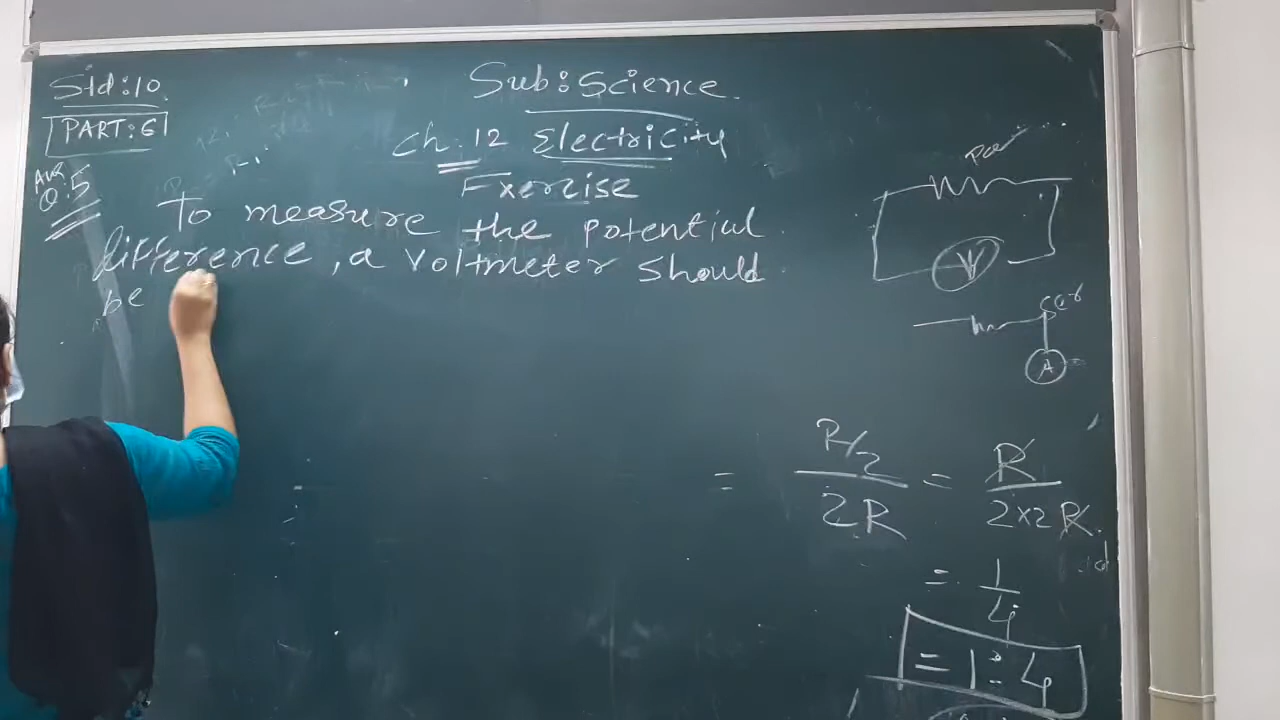 Std:10
PART:61
Sub:Science
Ch.12 Electricity
Exercise
Ans
Q:5
To measure the potential
difference, a voltmeter should
be
V
A
= R/2 / 2R = R / 2×2R
= 1/4
= 1:4